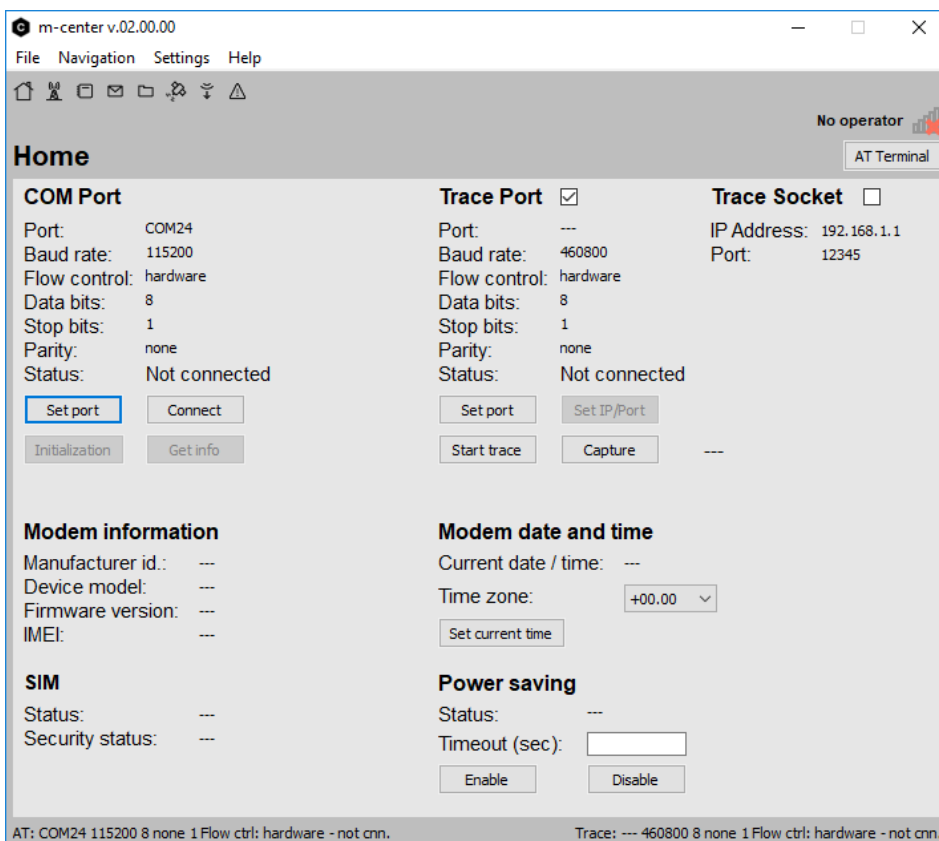 m-center v.02.00.00
File Navigation Settings Help
No operator
Home
AT Terminal
COM Port
Port: COM24
Baud rate: 115200
Flow control: hardware
Data bits: 8
Stop bits: 1
Parity: none
Status: Not connected
Set port Connect
Initialization Get info
Trace Port
Port: ---
Baud rate: 460800
Flow control: hardware
Data bits: 8
Stop bits: 1
Parity: none
Status: Not connected
Set port Set IP/Port
Start trace Capture ---
Trace Socket
IP Address: 192.168.1.1
Port: 12345
Modem information
Manufacturer id.: ---
Device model: ---
Firmware version: ---
IMEI: ---
Modem date and time
Current date / time: ---
Time zone: +00.00
Set current time
SIM
Status: ---
Security status: ---
Power saving
Status: ---
Timeout (sec):
Enable Disable
AT: COM24 115200 8 none 1 Flow ctrl: hardware - not cnn.
Trace: --- 460800 8 none 1 Flow ctrl: hardware - not cnn.